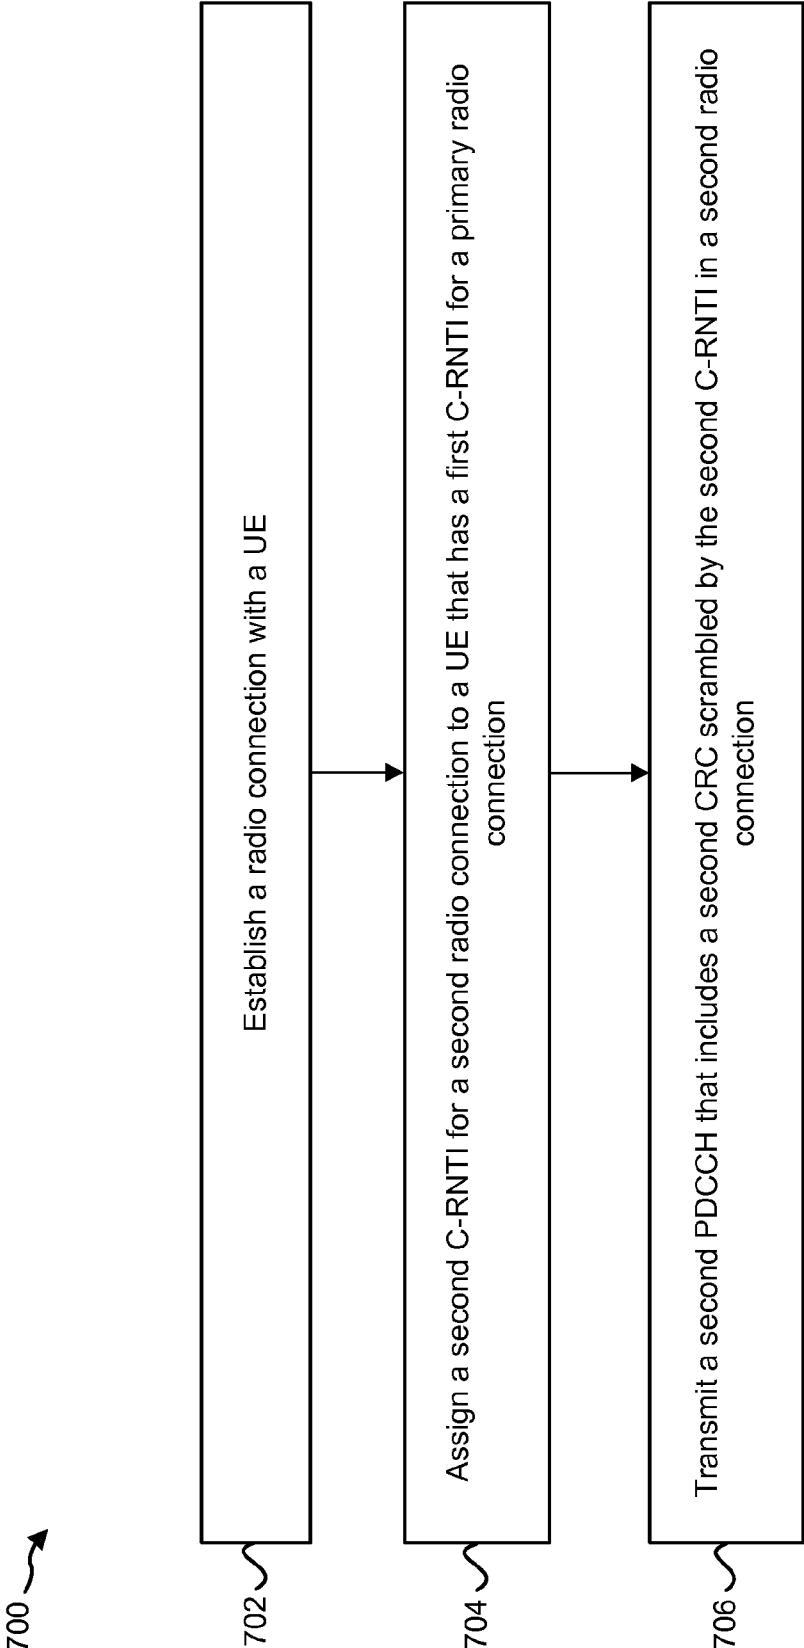 700
702
Establish a radio connection with a UE
704
Assign a second C-RNTI for a second radio connection to a UE that has a first C-RNTI for a primary radio
connection
706
Transmit a second PDCCH that includes a second CRC scrambled by the second C-RNTI in a second radio
connection